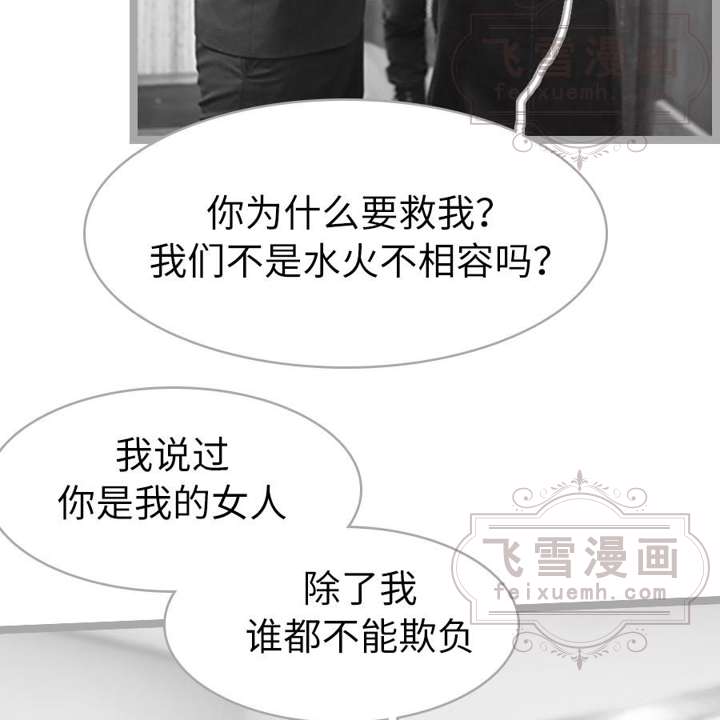 飞雪漫画
feixuemh.com
你为什么要救我?
我们不是水火不相容吗?
我说过
你是我的女人
飞雪漫画
feixuemh.com
除了我
谁都不能欺负